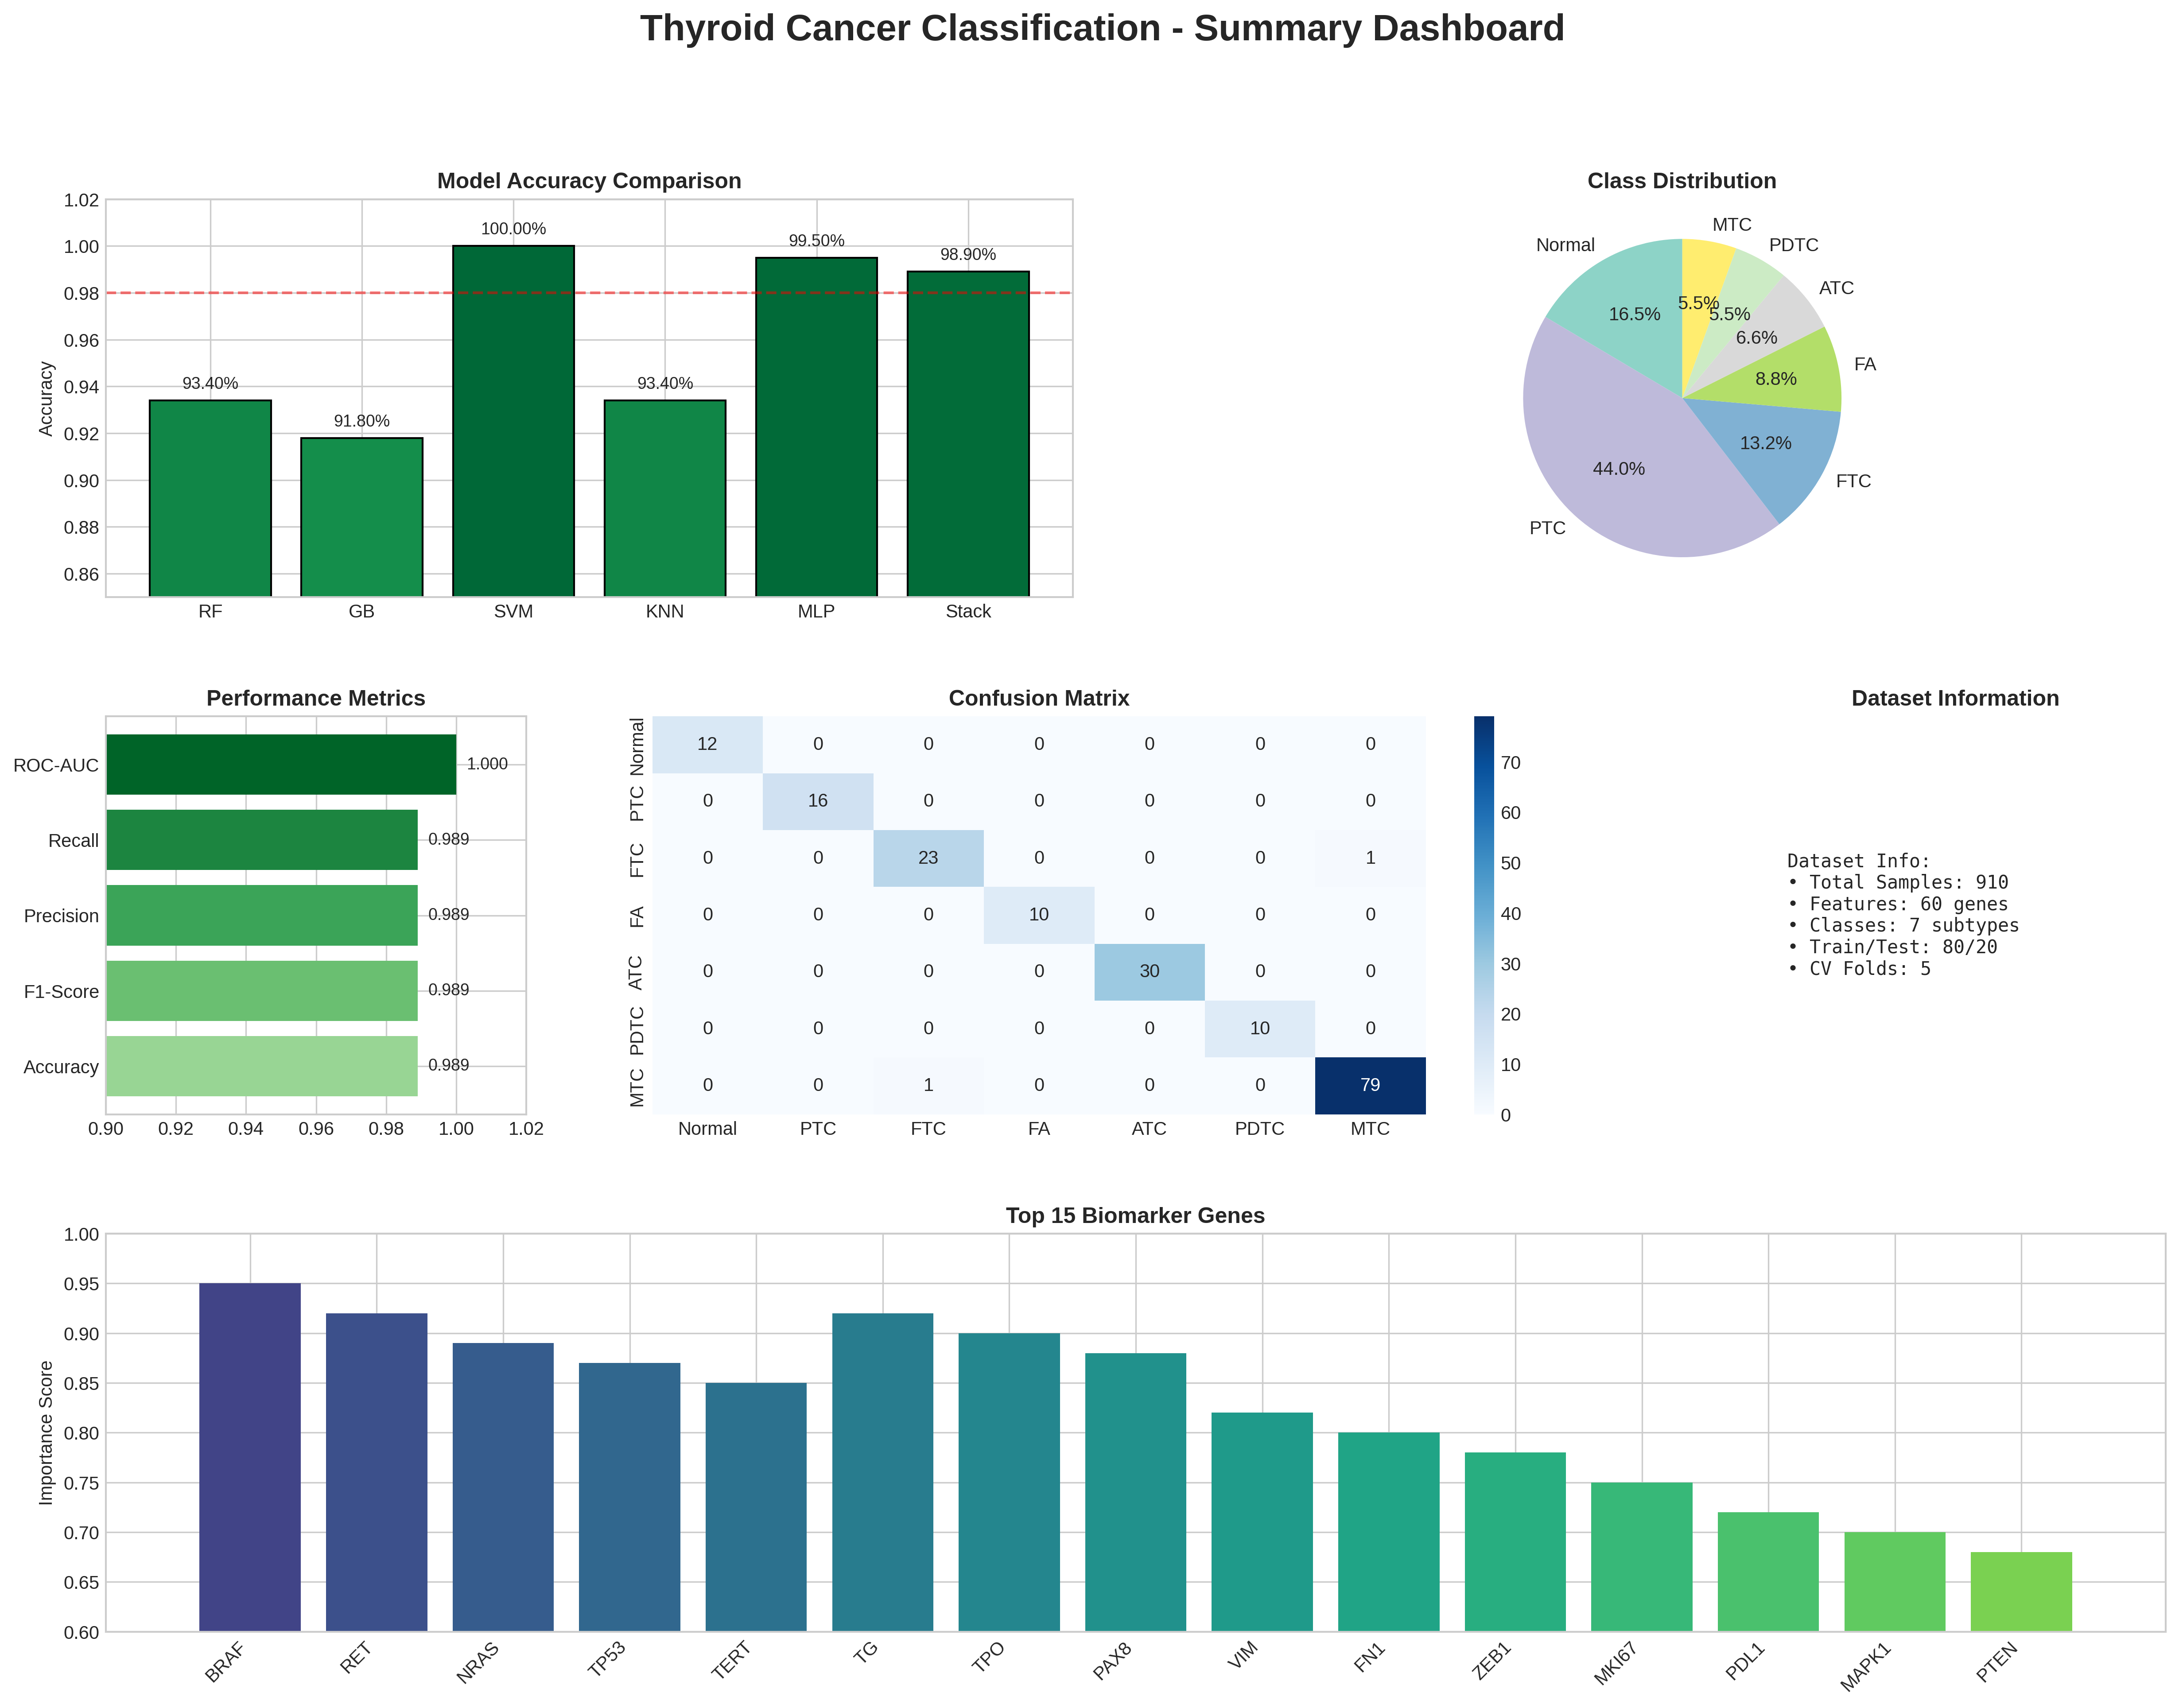 Thyroid Cancer Classification - Summary Dashboard
Model Accuracy Comparison
1.02
1.00
0.98
0.96
0.94
0.92
0.90
0.88
0.86
Accuracy
93.40%
91.80%
100.00%
93.40%
99.50%
98.90%
RF GB SVM KNN MLP Stack
Class Distribution
Normal
PTC
FTC
FA
ATC
PDTC
MTC
16.5%
44.0%
13.2%
8.8%
6.6%
5.5%
5.5%
Performance Metrics
ROC-AUC 1.000
Recall 0.989
Precision 0.989
F1-Score 0.989
Accuracy 0.989
0.90 0.92 0.94 0.96 0.98 1.00 1.02
Confusion Matrix
Normal 12 0 0 0 0 0 0
PTC 0 16 0 0 0 0 0
FTC 0 0 23 0 0 0 1
FA 0 0 0 10 0 0 0
ATC 0 0 0 0 30 0 0
PDTC 0 0 0 0 0 10 0
MTC 0 0 1 0 0 0 79
Normal PTC FTC FA ATC PDTC MTC
70
60
50
40
30
20
10
0
Dataset Information
Dataset Info:
• Total Samples: 910
• Features: 60 genes
• Classes: 7 subtypes
• Train/Test: 80/20
• CV Folds: 5
Top 15 Biomarker Genes
1.00
0.95
0.90
0.85
0.80
0.75
0.70
0.65
0.60
Importance Score
BRAF RET NRAS TP53 TERT TG TPO PAX8 VIM FN1 ZEB1 MKI67 PDL1 MAPK1 PTEN